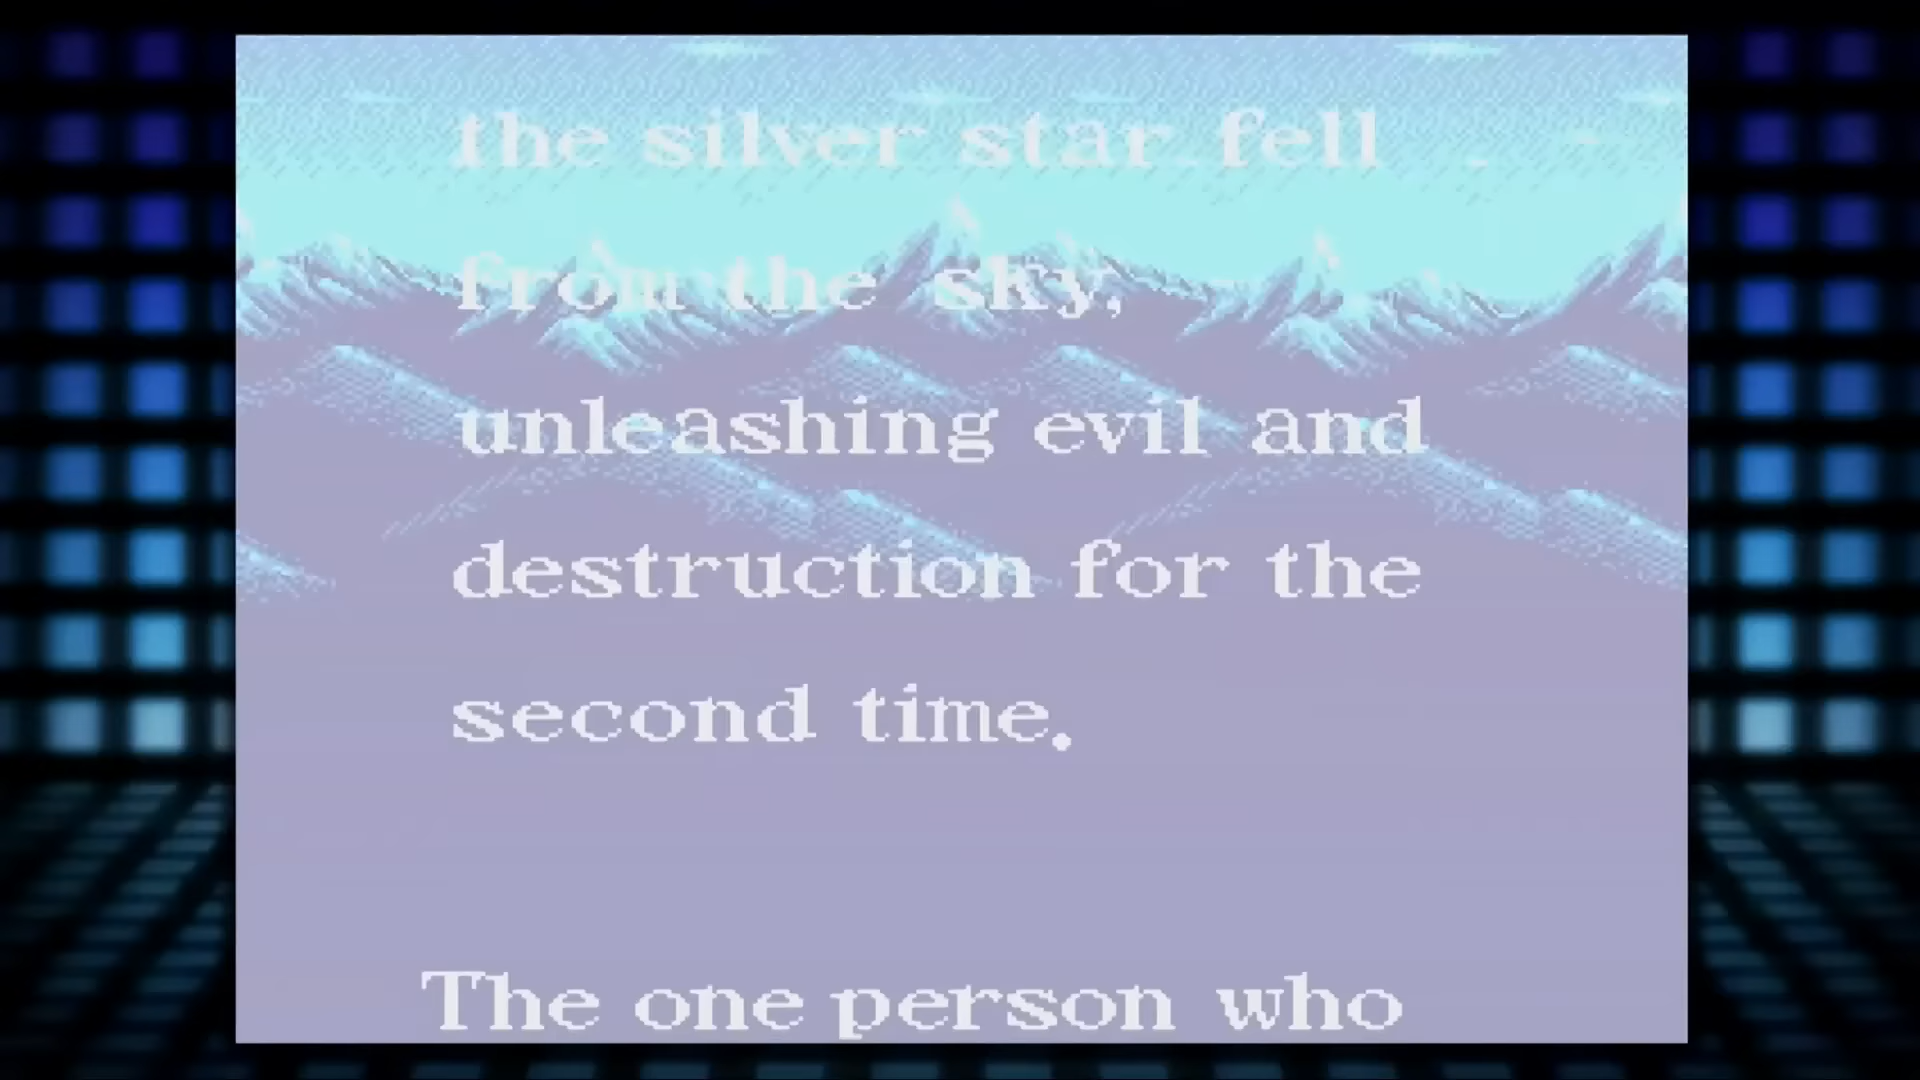 the silver star fell
from the sky,
unleashing evil and
destruction for the
second time.
The one person who